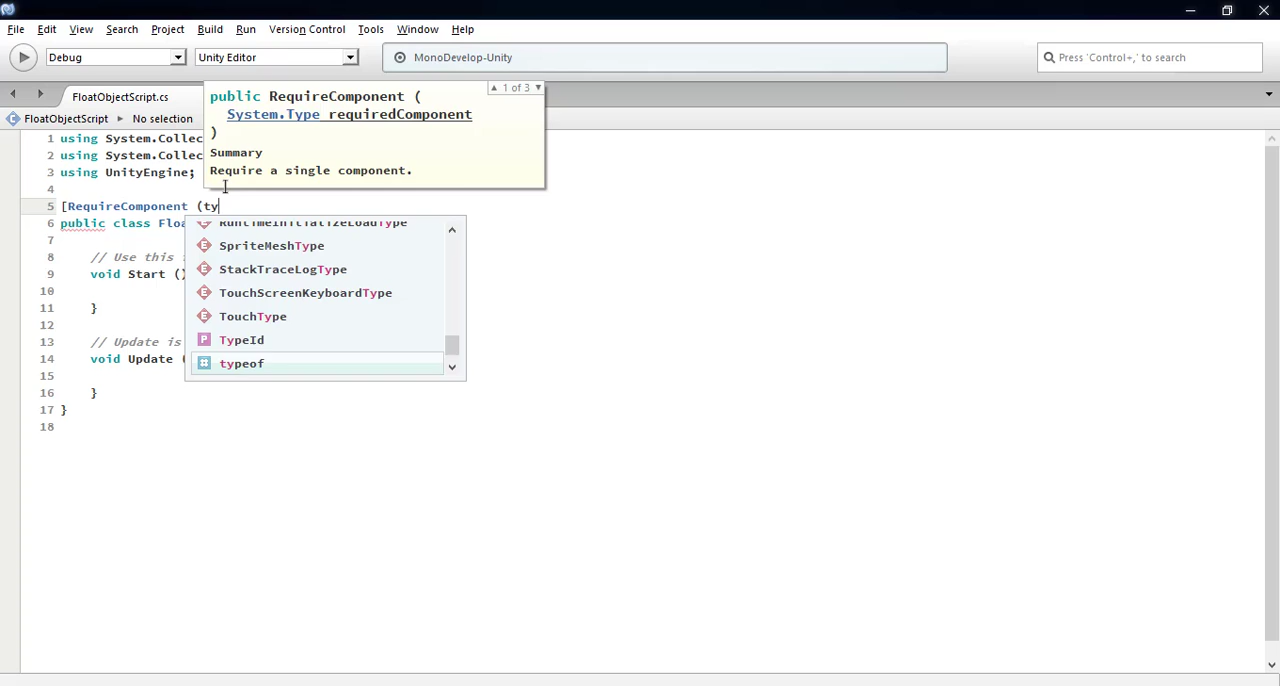 File Edit View Search Project Build Run Version Control Tools Window Help
Debug Unity Editor MonoDevelop-Unity Press 'Control+,' to search
FloatObjectScript.cs
FloatObjectScript No selection
▲ 1 of 3 ▼
public RequireComponent (
System.Type requiredComponent
)
Summary
Require a single component.
1 using System.Collec
2 using System.Collec
3 using UnityEngine;
4
5 [RequireComponent (ty
6 public class Floa
7
8 // Use this
9 void Start ()
10
11 }
12
13 // Update is
14 void Update (
15
16 }
17 }
18
RuntimeInitializeLoadType
SpriteMeshType
StackTraceLogType
TouchScreenKeyboardType
TouchType
P TypeId
# typeof